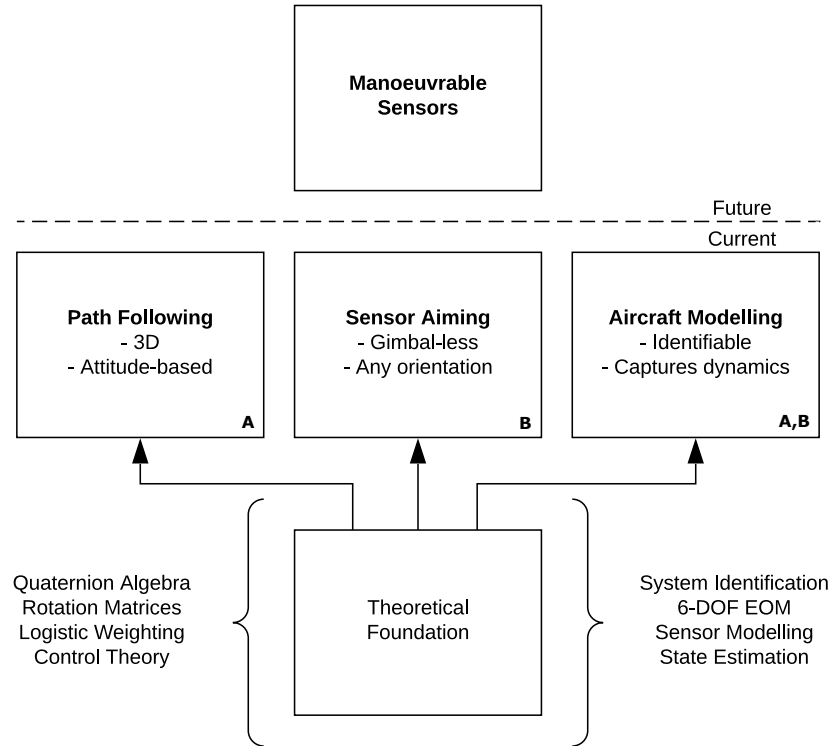 Manoeuvrable
Sensors
Future
Current
Path Following
- 3D
- Attitude-based
A
Sensor Aiming
- Gimbal-less
- Any orientation
B
Aircraft Modelling
- Identifiable
- Captures dynamics
A,B
Quaternion Algebra
Rotation Matrices
Logistic Weighting
Control Theory
Theoretical
Foundation
System Identification
6-DOF EOM
Sensor Modelling
State Estimation